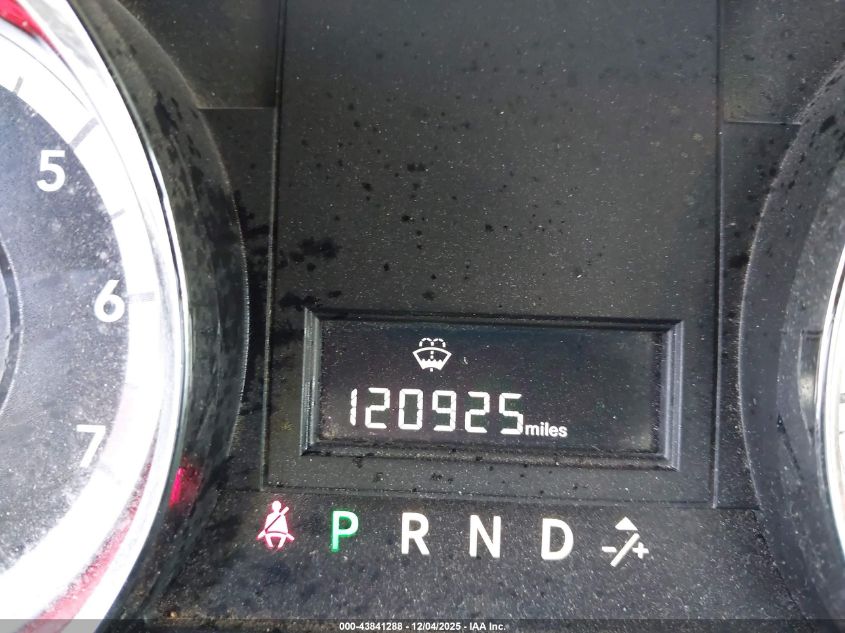 5
6
7
120925miles
P R N D -/+
000-43841288 - 12/04/2025 - IAA Inc.